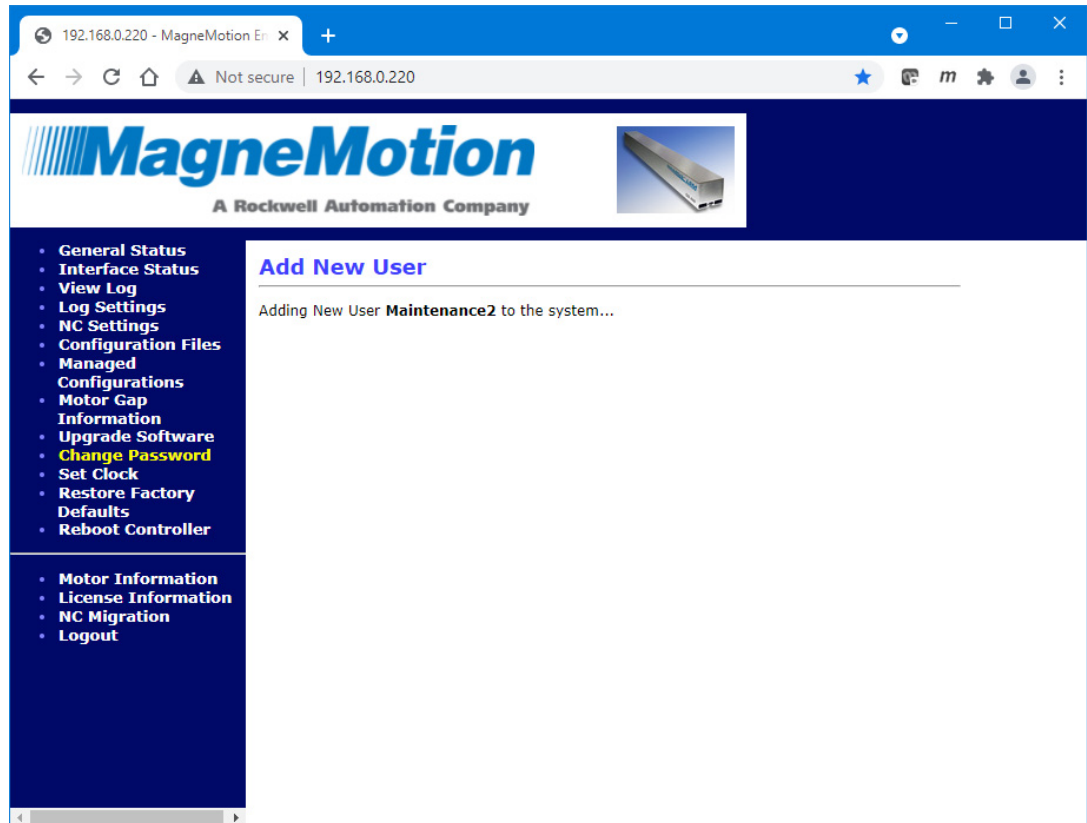 192.168.0.220 - MagneMotion En
Not secure | 192.168.0.220
m
MagneMotion
A Rockwell Automation Company
General Status
Interface Status
View Log
Log Settings
NC Settings
Configuration Files
Managed
Configurations
Motor Gap
Information
Upgrade Software
Change Password
Set Clock
Restore Factory
Defaults
Reboot Controller
Motor Information
License Information
NC Migration
Logout
Add New User
Adding New User Maintenance2 to the system...